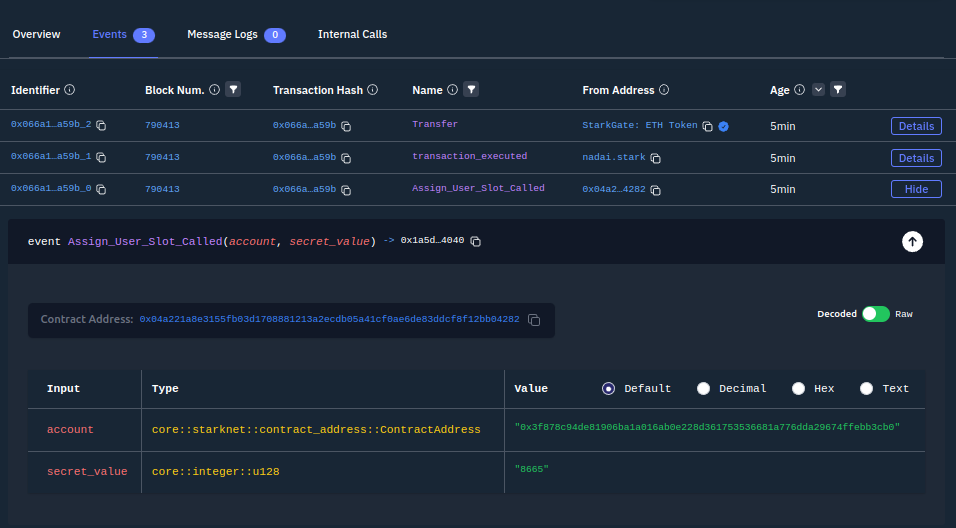 Overview Events 3 Message Logs 0 Internal Calls
Identifier Block Num. Transaction Hash Name From Address Age
0x066a1…a59b_2 790413 0x066a…a59b Transfer StarkGate: ETH Token 5min Details
0x066a1…a59b_1 790413 0x066a…a59b transaction_executed nadai.stark 5min Details
0x066a1…a59b_0 790413 0x066a…a59b Assign_User_Slot_Called 0x04a2…4282 5min Hide
event Assign_User_Slot_Called(account, secret_value) -> 0x1a5d…4040
Contract Address: 0x04a221a8e3155fb03d1708881213a2ecdb05a41cf0ae6de83ddcf8f12bb04282 Decoded Raw
Input Type Value Default Decimal Hex Text
account core::starknet::contract_address::ContractAddress "0x3f878c94de81906ba1a016ab0e228d361753536681a776dda29674ffebb3cb0"
secret_value core::integer::u128 "8665"